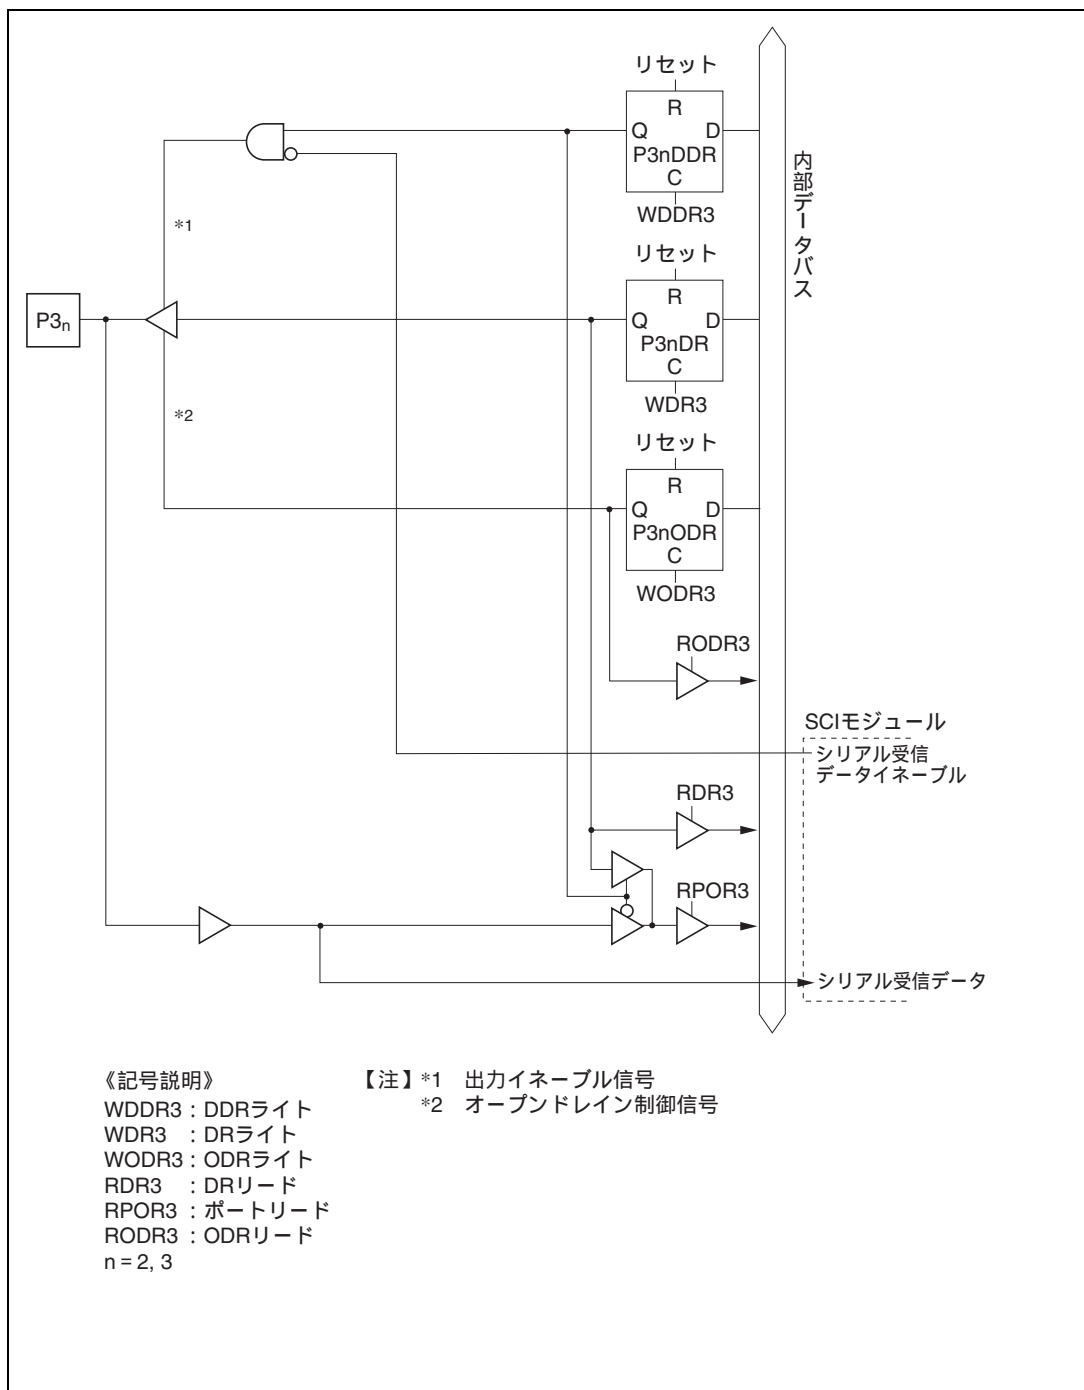 リセット
R
Q D
P3nDDR
C
WDDR3
内部データバス
*1
リセット
R
P3n
Q D
P3nDR
C
WDR3
*2
リセット
R
Q D
P3nODR
C
WODR3
RODR3
SCIモジュール
シリアル受信
データイネーブル
RDR3
RPOR3
シリアル受信データ
《記号説明》
WDDR3：DDRライト
WDR3 ：DRライト
WODR3：ODRライト
RDR3 ：DRリード
RPOR3 ：ポートリード
RODR3 ：ODRリード
n = 2, 3
【注】*1 出力イネーブル信号
*2 オープンドレイン制御信号